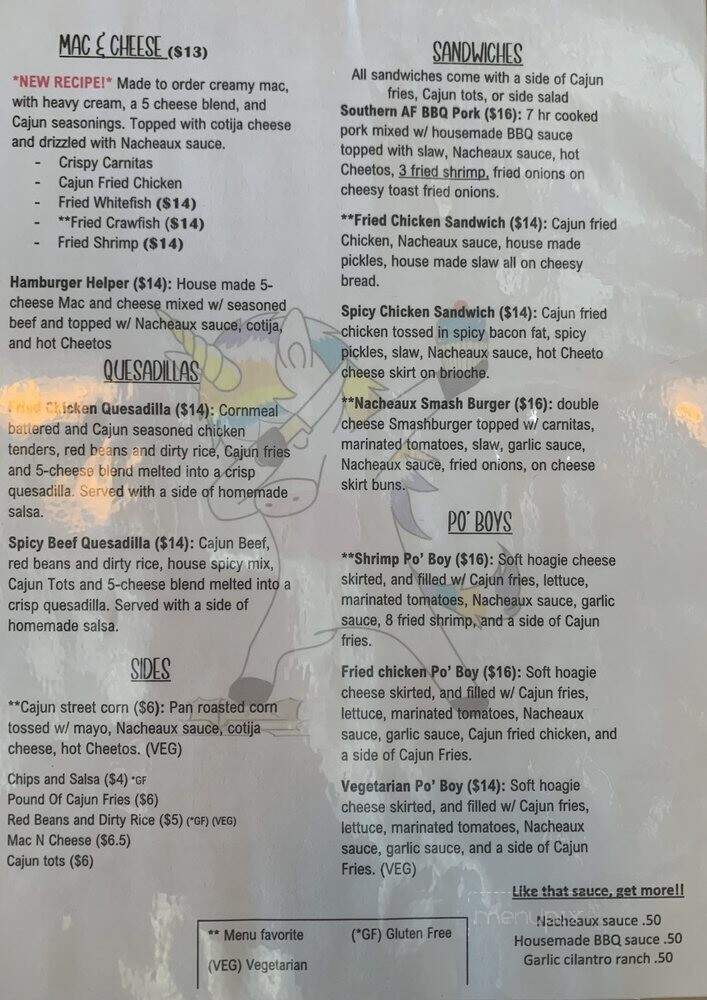 MAC & CHEESE ($13)
*NEW RECIPE!* Made to order creamy mac,
with heavy cream, a 5 cheese blend, and
Cajun seasonings. Topped with cotija cheese
and drizzled with Nacheaux sauce.
- Crispy Carnitas
- Cajun Fried Chicken
- Fried Whitefish ($14)
- **Fried Crawfish ($14)
- Fried Shrimp ($14)
Hamburger Helper ($14): House made 5-
cheese Mac and cheese mixed w/ seasoned
beef and topped w/ Nacheaux sauce, cotija,
and hot Cheetos
QUESADILLAS
Fried Chicken Quesadilla ($14): Cornmeal
battered and Cajun seasoned chicken
tenders, red beans and dirty rice, Cajun fries
and 5-cheese blend melted into a crisp
quesadilla. Served with a side of homemade
salsa.
Spicy Beef Quesadilla ($14): Cajun Beef,
red beans and dirty rice, house spicy mix,
Cajun Tots and 5-cheese blend melted into a
crisp quesadilla. Served with a side of
homemade salsa.
SIDES
**Cajun street corn ($6): Pan roasted corn
tossed w/ mayo, Nacheaux sauce, cotija
cheese, hot Cheetos. (VEG)
Chips and Salsa ($4) *GF
Pound Of Cajun Fries ($6)
Red Beans and Dirty Rice ($5) (*GF) (VEG)
Mac N Cheese ($6.5)
Cajun tots ($6)
SANDWICHES
All sandwiches come with a side of Cajun
fries, Cajun tots, or side salad
Southern AF BBQ Pork ($16): 7 hr cooked
pork mixed w/ housemade BBQ sauce
topped with slaw, Nacheaux sauce, hot
Cheetos, 3 fried shrimp, fried onions on
cheesy toast fried onions.
**Fried Chicken Sandwich ($14): Cajun fried
Chicken, Nacheaux sauce, house made
pickles, house made slaw all on cheesy
bread.
Spicy Chicken Sandwich ($14): Cajun fried
chicken tossed in spicy bacon fat, spicy
pickles, slaw, Nacheaux sauce, hot Cheeto
cheese skirt on brioche.
**Nacheaux Smash Burger ($16): double
cheese Smashburger topped w/ carnitas,
marinated tomatoes, slaw, garlic sauce,
Nacheaux sauce, fried onions, on cheese
skirt buns.
PO' BOYS
**Shrimp Po' Boy ($16): Soft hoagie cheese
skirted, and filled w/ Cajun fries, lettuce,
marinated tomatoes, Nacheaux sauce, garlic
sauce, 8 fried shrimp, and a side of Cajun
fries.
Fried chicken Po' Boy ($16): Soft hoagie
cheese skirted, and filled w/ Cajun fries,
lettuce, marinated tomatoes, Nacheaux
sauce, garlic sauce, Cajun fried chicken, and
a side of Cajun Fries.
Vegetarian Po' Boy ($14): Soft hoagie
cheese skirted, and filled w/ Cajun fries,
lettuce, marinated tomatoes, Nacheaux
sauce, garlic sauce, and a side of Cajun
Fries. (VEG)
Like that sauce, get more!!
Nacheaux sauce .50
Housemade BBQ sauce .50
Garlic cilantro ranch .50
** Menu favorite (*GF) Gluten Free
(VEG) Vegetarian